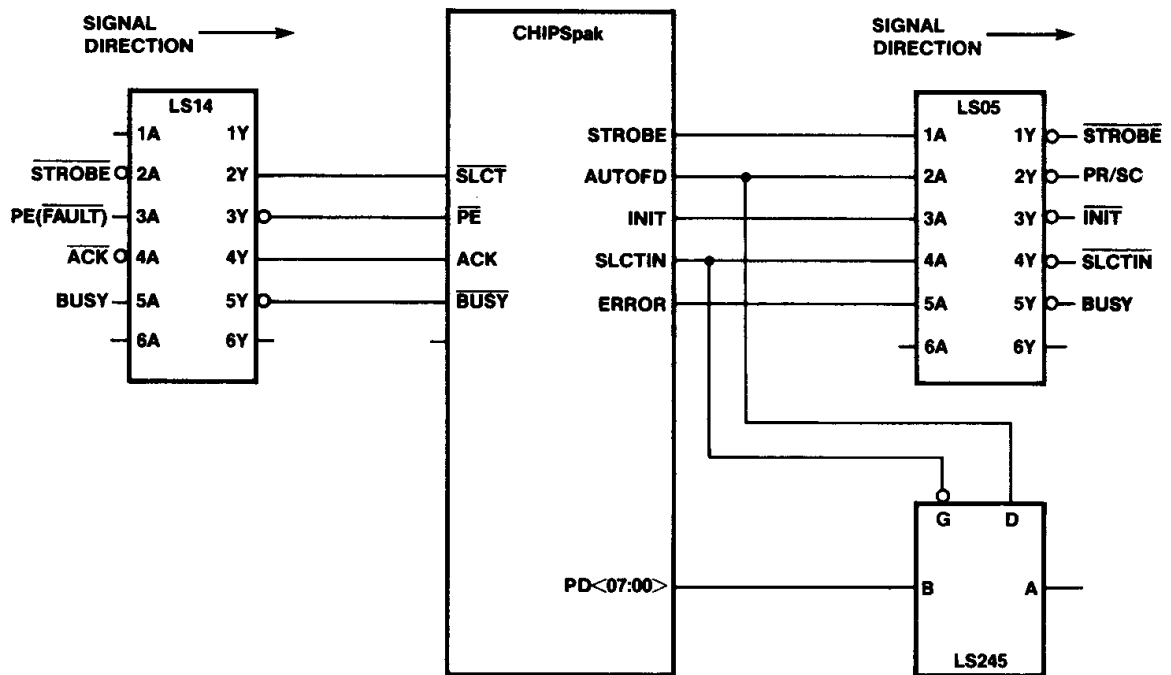 SIGNAL
DIRECTION
CHIPSpak
SIGNAL
DIRECTION
LS14
1A 1Y
STROBE 2A 2Y
PE(FAULT) 3A 3Y
ACK 4A 4Y
BUSY 5A 5Y
6A 6Y
SLCT
PE
ACK
BUSY
STROBE
AUTOFD
INIT
SLCTIN
ERROR
PD<07:00>
LS05
1A 1Y STROBE
2A 2Y PR/SC
3A 3Y INIT
4A 4Y SLCTIN
5A 5Y BUSY
6A 6Y
G D
B A
LS245